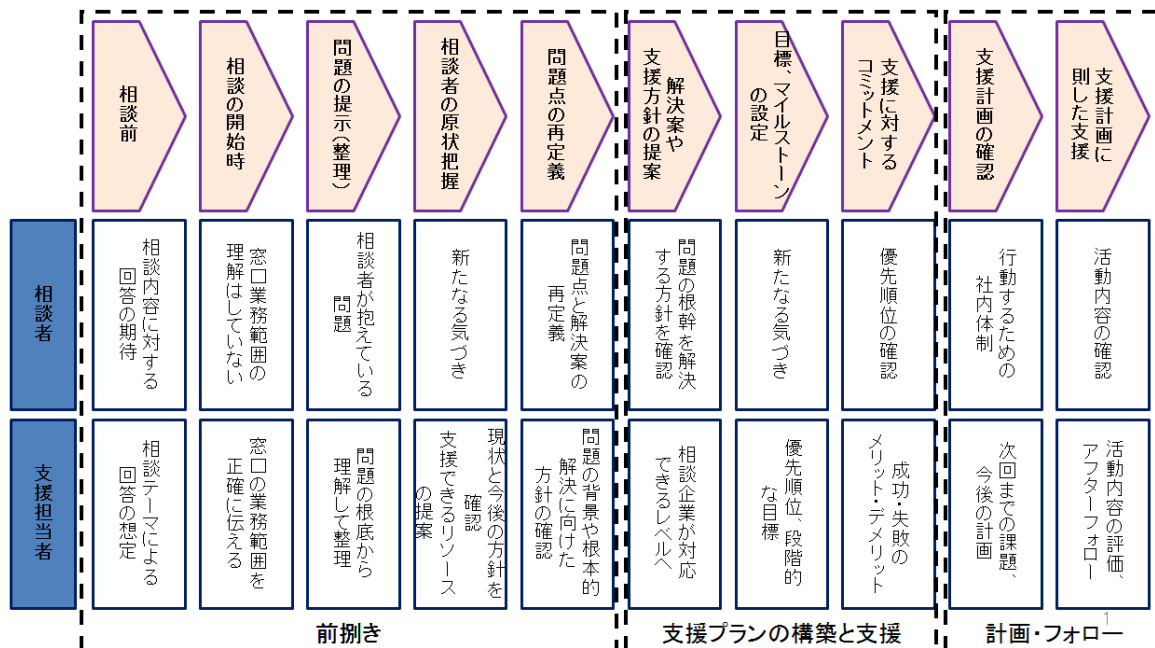 相談前
相談の開始時
問題の提示（整理）
相談者の原状把握
問題点の再定義
解決案や
支援方針の提案
目標、マイルストーン
の設定
支援に対する
コミットメント
支援計画の確認
支援計画に
則した支援
相談者
相談内容に対する
回答の期待
窓口業務範囲の
理解はしていない
相談者が抱えている
問題
新たなる気づき
問題点と解決案の
再定義
問題の根幹を解決
する方針を確認
新たなる気づき
優先順位の確認
行動するための
社内体制
活動内容の確認
支援担当者
相談テーマによる
回答の想定
窓口の業務範囲を
正確に伝える
問題の根底から
理解して整理
現状と今後の方針を
確認
支援できるリソース
の提案
問題の背景や根本的
解決に向けた
方針の確認
相談企業が対応
できるレベルへ
優先順位、段階的
な目標
成功・失敗の
メリット・デメリット
次回までの課題、
今後の計画
活動内容の評価、
アフターフォロー
1
前捌き
支援プランの構築と支援
計画・フォロー